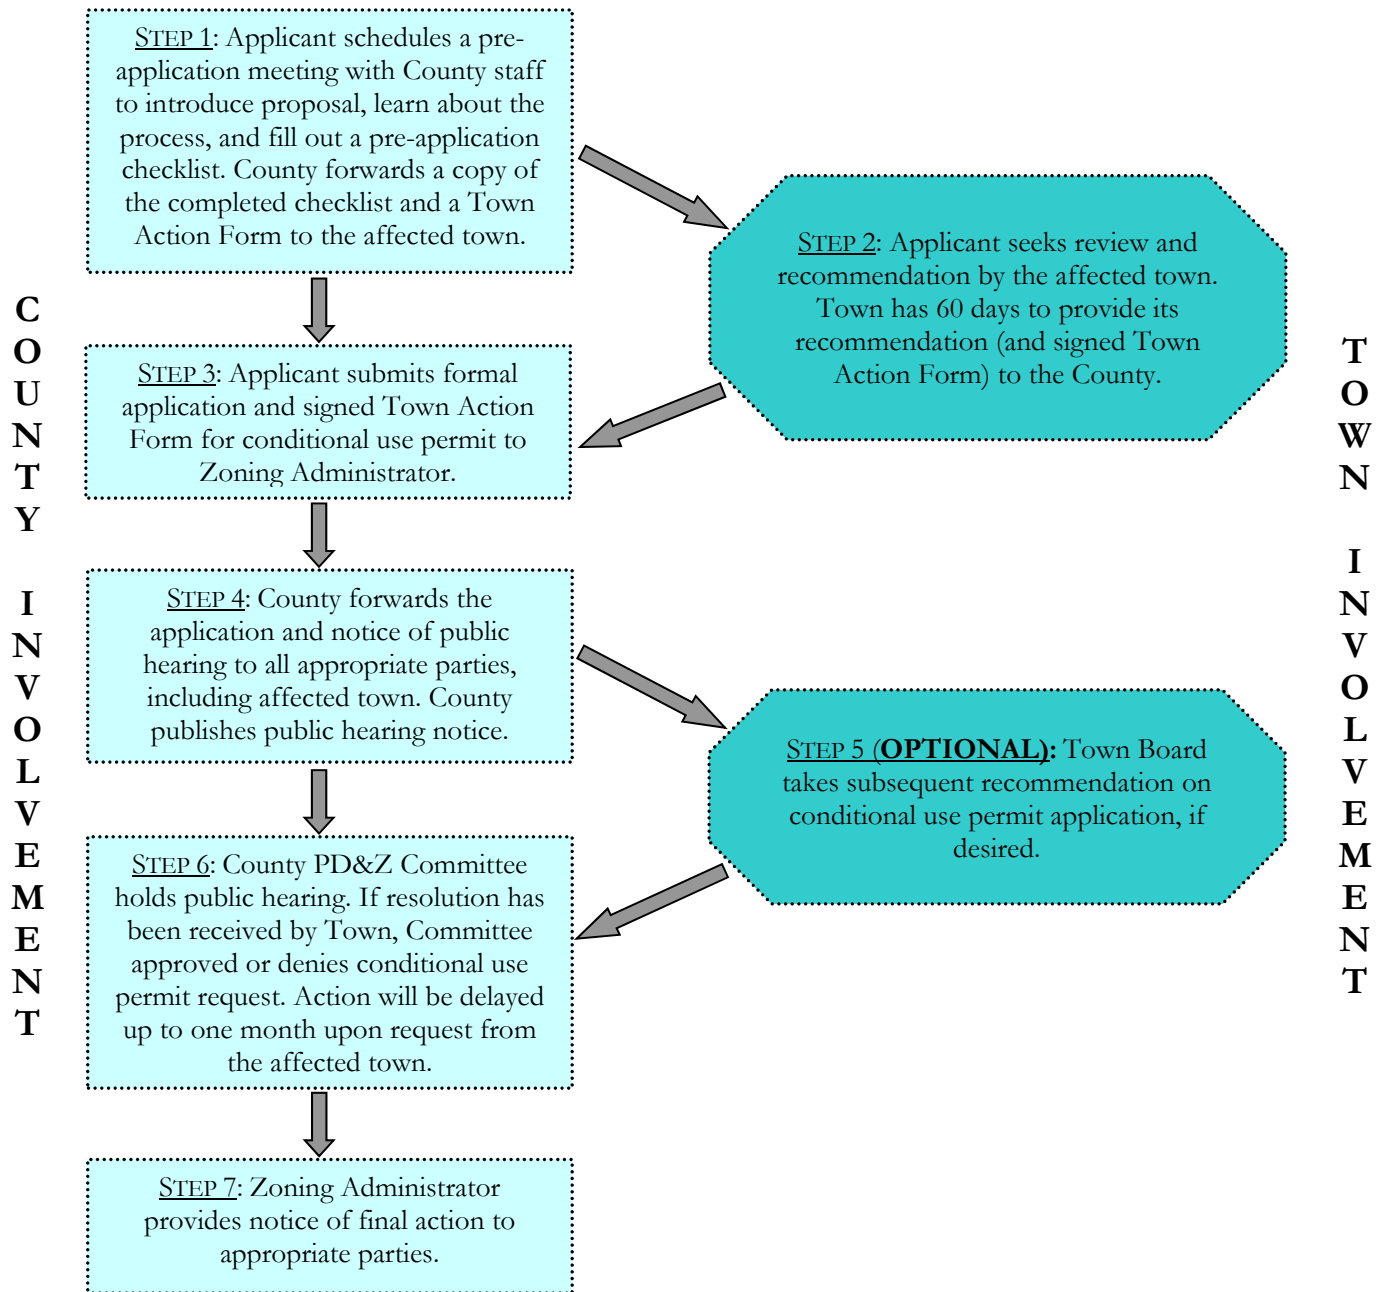 STEP 1: Applicant schedules a pre-
application meeting with County staff
to introduce proposal, learn about the
process, and fill out a pre-application
checklist. County forwards a copy of
the completed checklist and a Town
Action Form to the affected town.
STEP 2: Applicant seeks review and
recommendation by the affected town.
Town has 60 days to provide its
recommendation (and signed Town
Action Form) to the County.
STEP 3: Applicant submits formal
application and signed Town Action
Form for conditional use permit to
Zoning Administrator.
STEP 4: County forwards the
application and notice of public
hearing to all appropriate parties,
including affected town. County
publishes public hearing notice.
STEP 5 (OPTIONAL): Town Board
takes subsequent recommendation on
conditional use permit application, if
desired.
STEP 6: County PD&Z Committee
holds public hearing. If resolution has
been received by Town, Committee
approved or denies conditional use
permit request. Action will be delayed
up to one month upon request from
the affected town.
STEP 7: Zoning Administrator
provides notice of final action to
appropriate parties.
COUNTY INVOLVEMENT
TOWN INVOLVEMENT